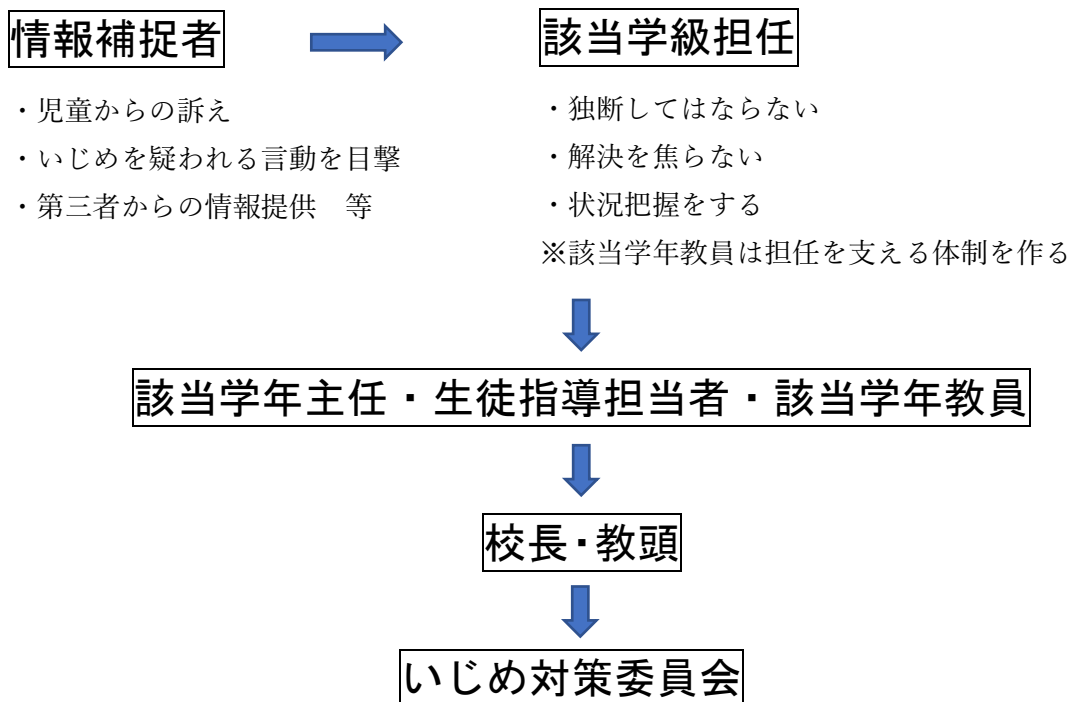 情報補捉者
該当学級担任
・児童からの訴え
・いじめを疑われる言動を目撃
・第三者からの情報提供　等
・独断してはならない
・解決を焦らない
・状況把握をする
※該当学年教員は担任を支える体制を作る
該当学年主任・生徒指導担当者・該当学年教員
校長・教頭
いじめ対策委員会